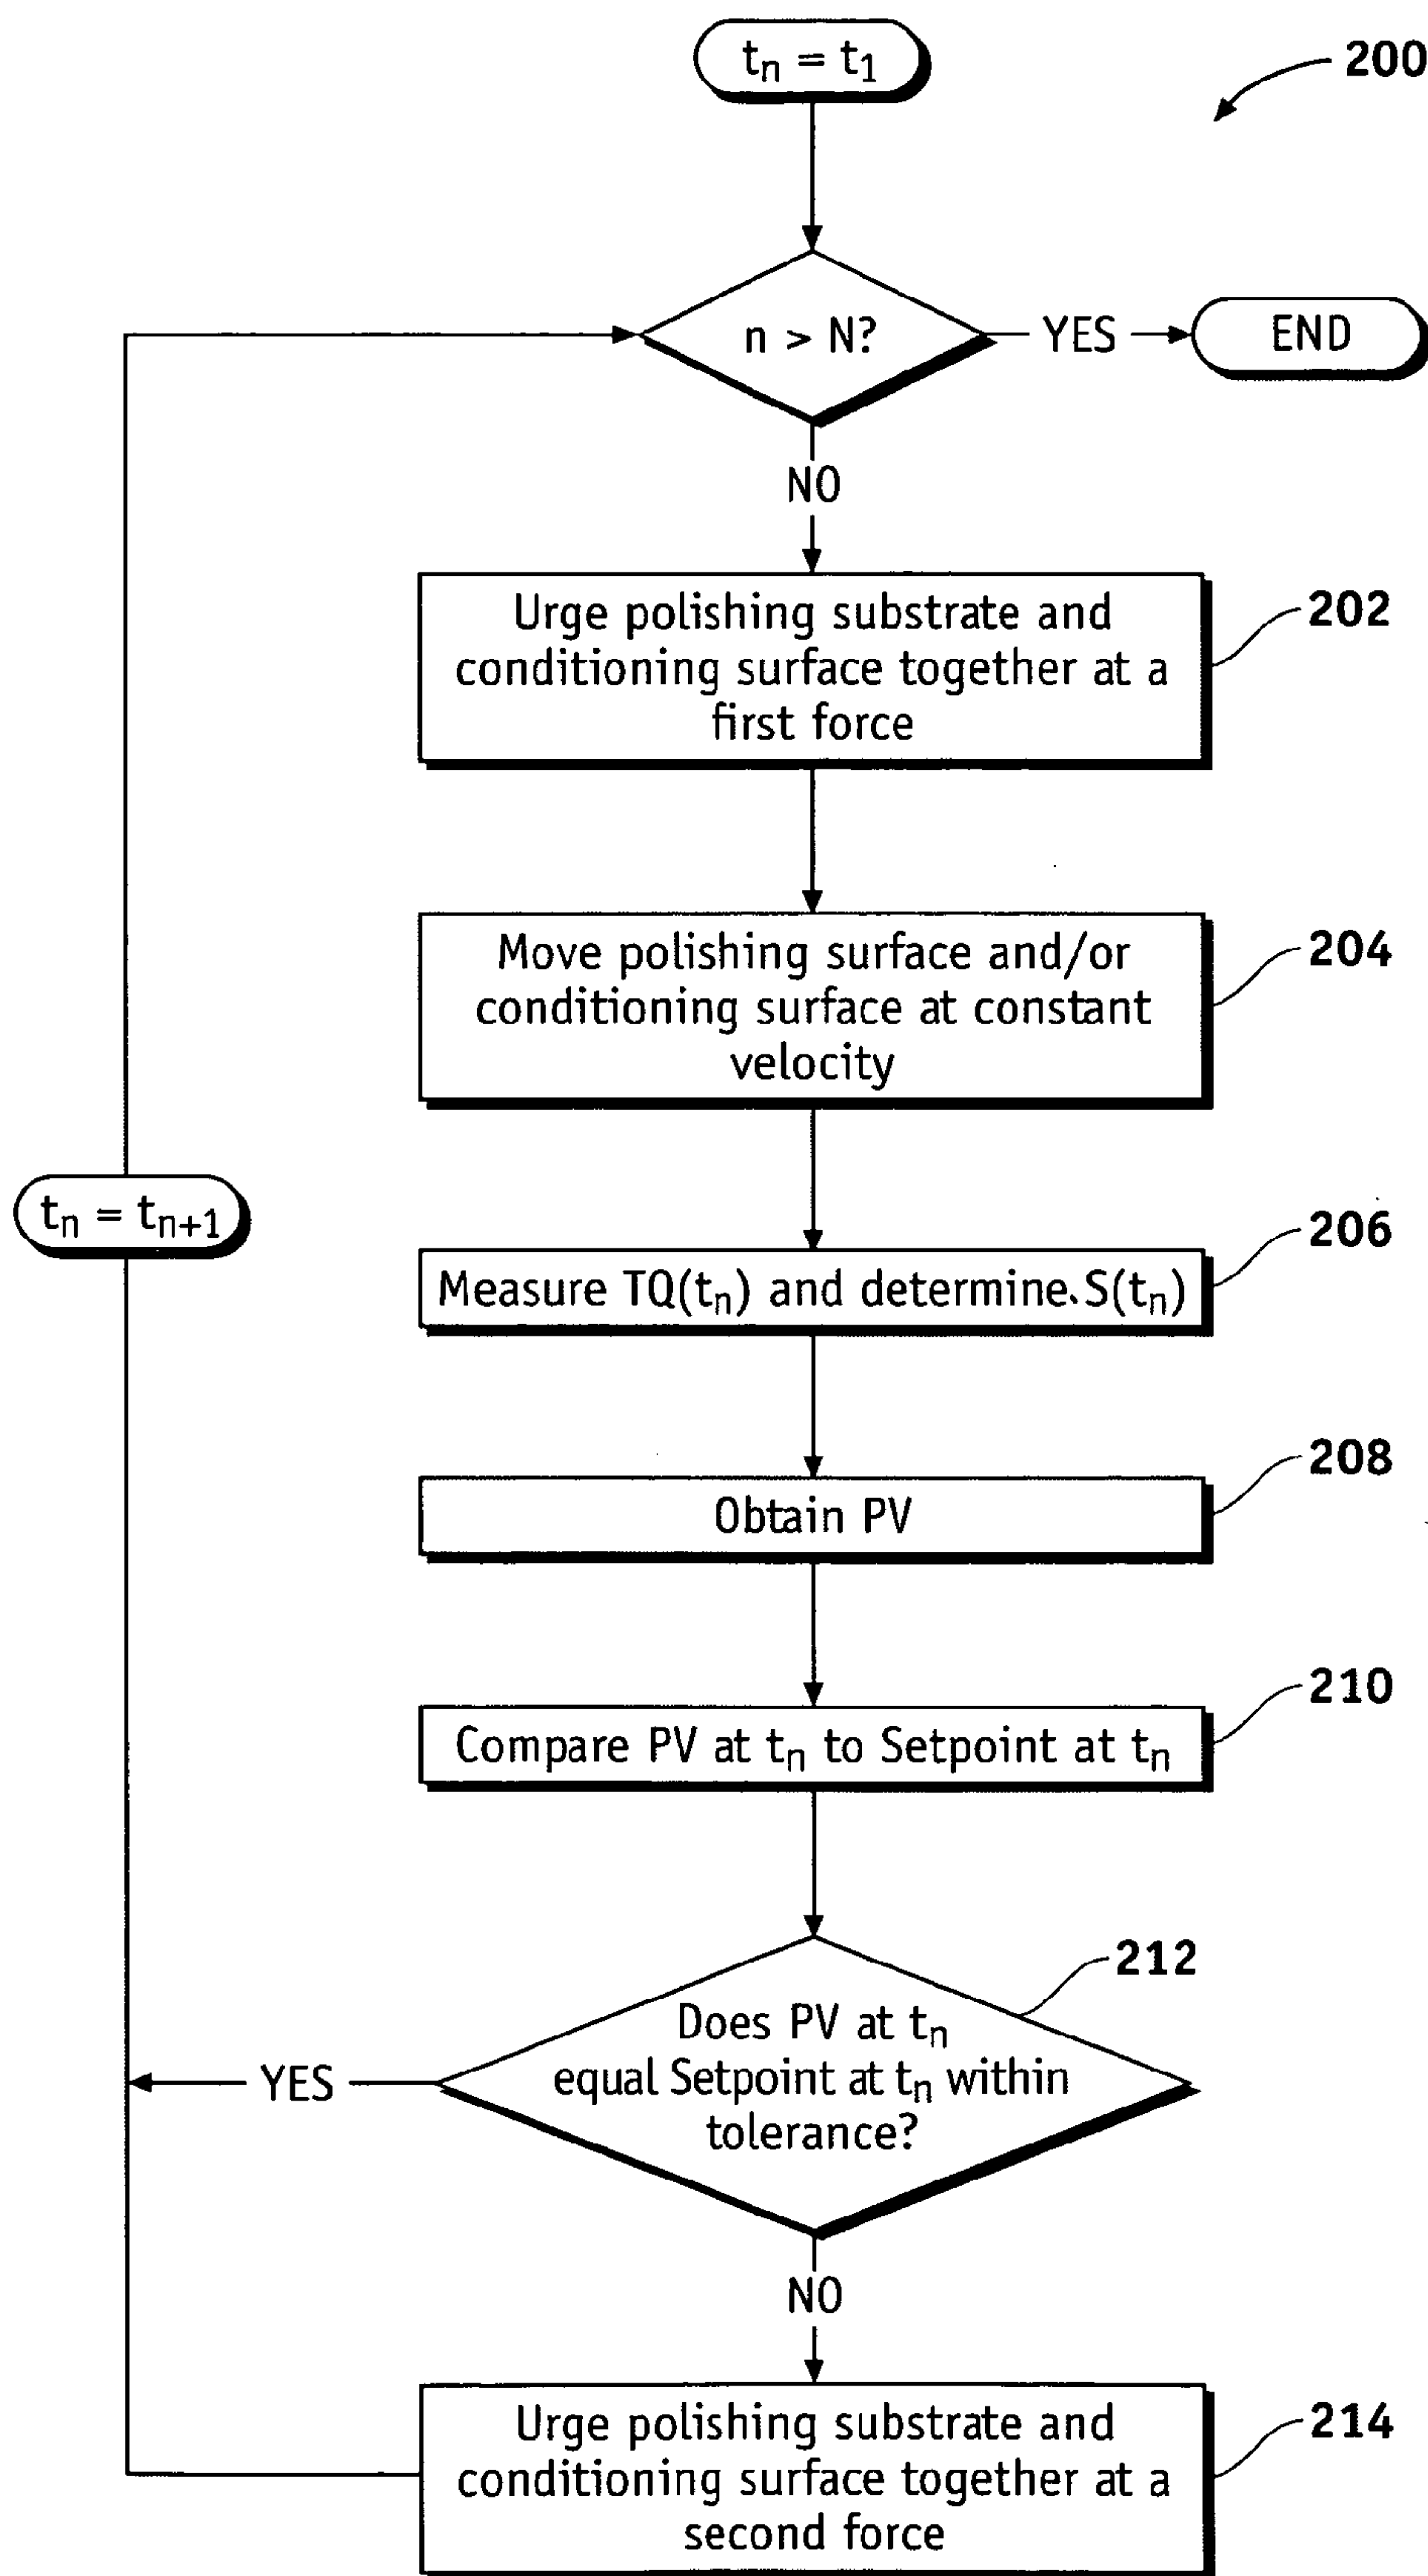 tₙ = t₁
200
n > N?
YES
END
NO
Urge polishing substrate and
conditioning surface together at a
first force
202
Move polishing surface and/or
conditioning surface at constant
velocity
204
tₙ = tₙ₊₁
Measure TQ(tₙ) and determine S(tₙ)
206
Obtain PV
208
Compare PV at tₙ to Setpoint at tₙ
210
212
Does PV at tₙ
equal Setpoint at tₙ within
tolerance?
YES
NO
Urge polishing substrate and
conditioning surface together at a
second force
214